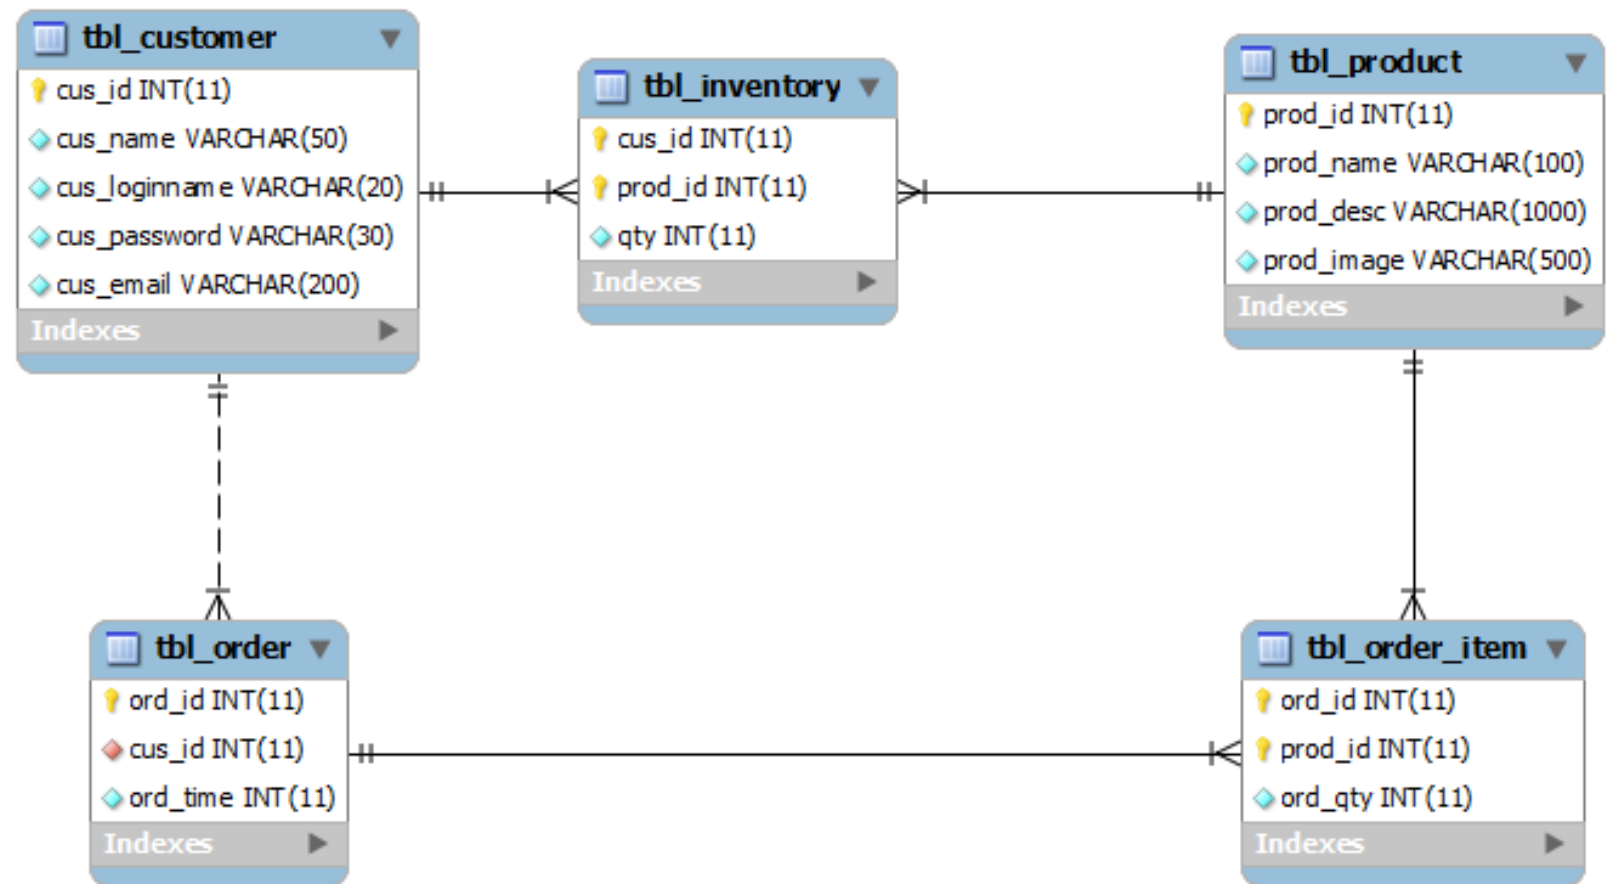 tbl_customer
cus_id INT(11)
cus_name VARCHAR(50)
cus_loginname VARCHAR(20)
cus_password VARCHAR(30)
cus_email VARCHAR(200)
Indexes
tbl_inventory
cus_id INT(11)
prod_id INT(11)
qty INT(11)
Indexes
tbl_product
prod_id INT(11)
prod_name VARCHAR(100)
prod_desc VARCHAR(1000)
prod_image VARCHAR(500)
Indexes
tbl_order
ord_id INT(11)
cus_id INT(11)
ord_time INT(11)
Indexes
tbl_order_item
ord_id INT(11)
prod_id INT(11)
ord_qty INT(11)
Indexes